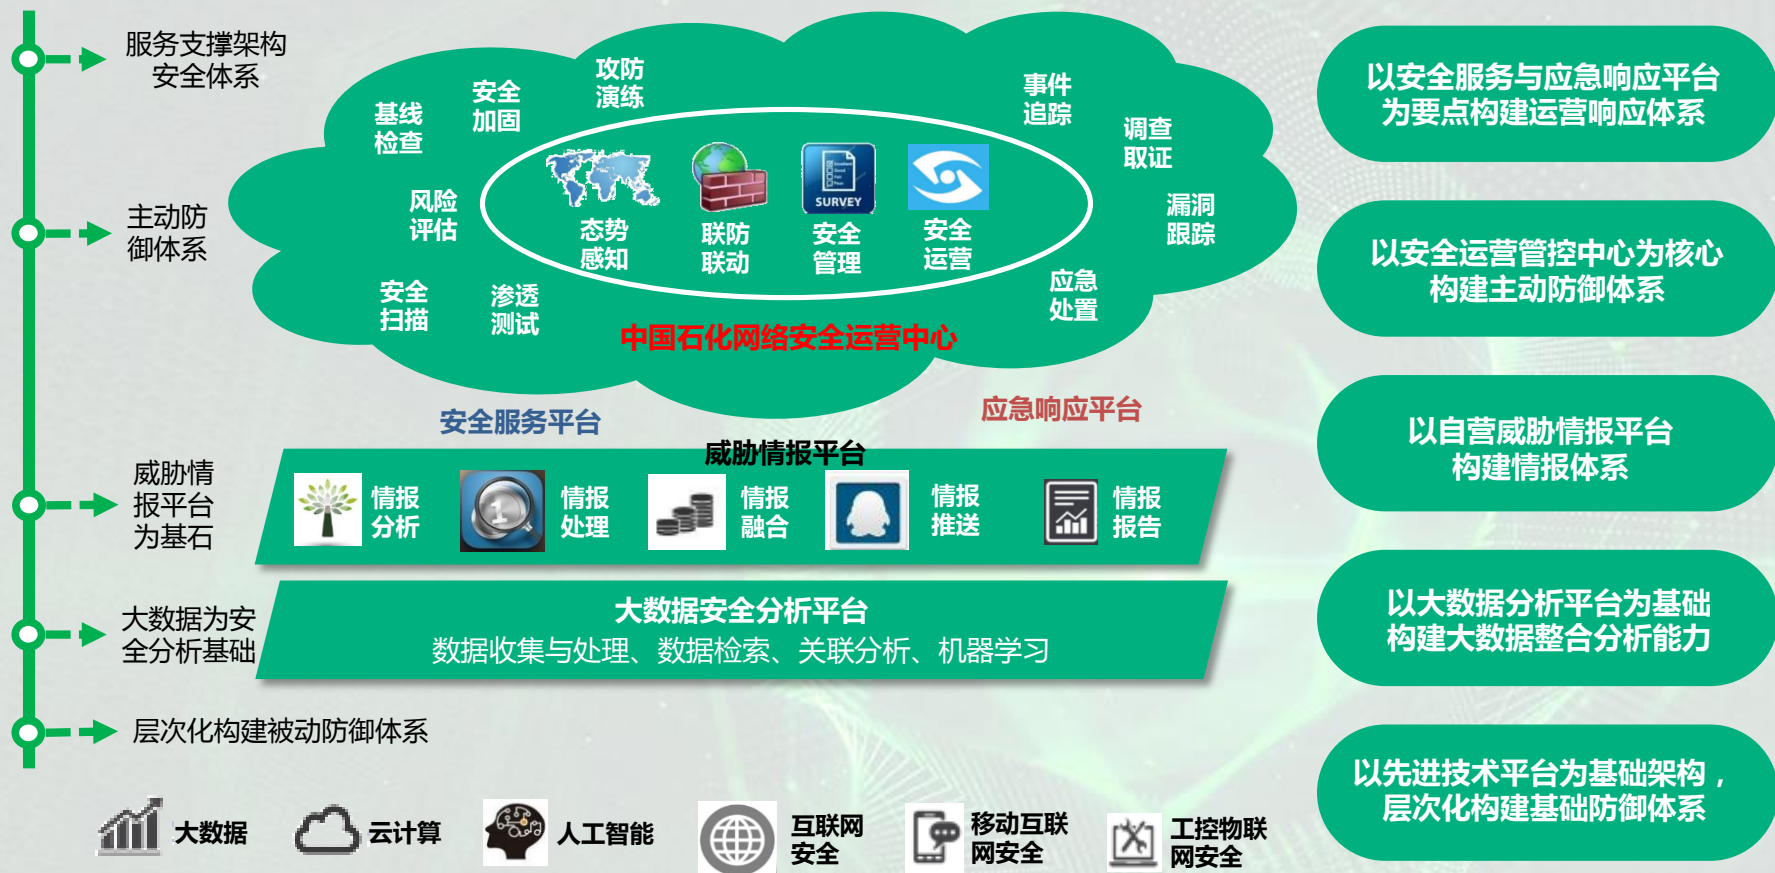 服务支撑架构
安全体系
主动防
御体系
威胁情
报平台
为基石
大数据为安
全分析基础
层次化构建被动防御体系
基线
检查
安全
加固
攻防
演练
事件
追踪
调查
取证
风险
评估
漏洞
跟踪
安全
扫描
渗透
测试
应急
处置
SURVEY
态势
感知
联防
联动
安全
管理
安全
运营
中国石化网络安全运营中心
安全服务平台
应急响应平台
威胁情报平台
情报
分析
1
情报
处理
情报
融合
情报
推送
情报
报告
大数据安全分析平台
数据收集与处理、数据检索、关联分析、机器学习
大数据
云计算
人工智能
互联网
安全
移动互联
网安全
工控物联
网安全
以安全服务与应急响应平台
为要点构建运营响应体系
以安全运营管控中心为核心
构建主动防御体系
以自营威胁情报平台
构建情报体系
以大数据分析平台为基础
构建大数据整合分析能力
以先进技术平台为基础架构，
层次化构建基础防御体系